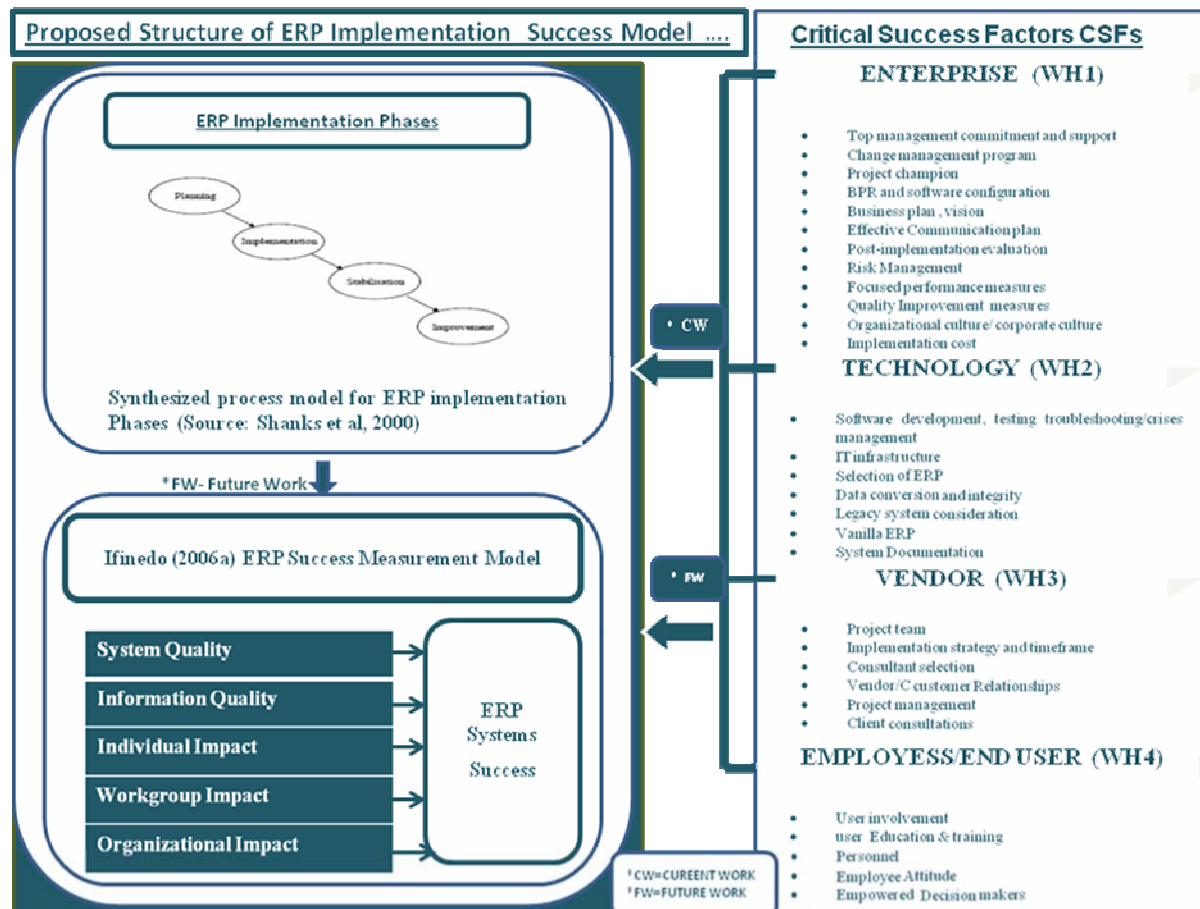 Proposed Structure of ERP Implementation Success Model ....
ERP Implementation Phases
Planning
Implementation
Stabilisation
Improvement
Synthesized process model for ERP implementation
Phases (Source: Shanks et al, 2000)
*FW- Future Work
Ifinedo (2006a) ERP Success Measurement Model
System Quality
Information Quality
Individual Impact
Workgroup Impact
Organizational Impact
ERP
Systems
Success
* CW
* FW
*CW=CUREENT WORK
*FW=FUTURE WORK
Critical Success Factors CSFs
ENTERPRISE (WH1)
• Top management commitment and support
• Change management program
• Project champion
• BPR and software configuration
• Business plan , vision
• Effective Communication plan
• Post-implementation evaluation
• Risk Management
• Focused performance measures
• Quality Improvement measures
• Organizational culture/ corporate culture
• Implementation cost
TECHNOLOGY (WH2)
• Software development, testing troubleshooting/crises
management
• IT infrastructure
• Selection of ERP
• Data conversion and integrity
• Legacy system consideration
• Vanilla ERP
• System Documentation
VENDOR (WH3)
• Project team
• Implementation strategy and timeframe
• Consultant selection
• Vendor/C customer Relationships
• Project management
• Client consultations
EMPLOYESS/END USER (WH4)
• User involvement
• user Education & training
• Personnel
• Employee Attitude
• Empowered Decision makers